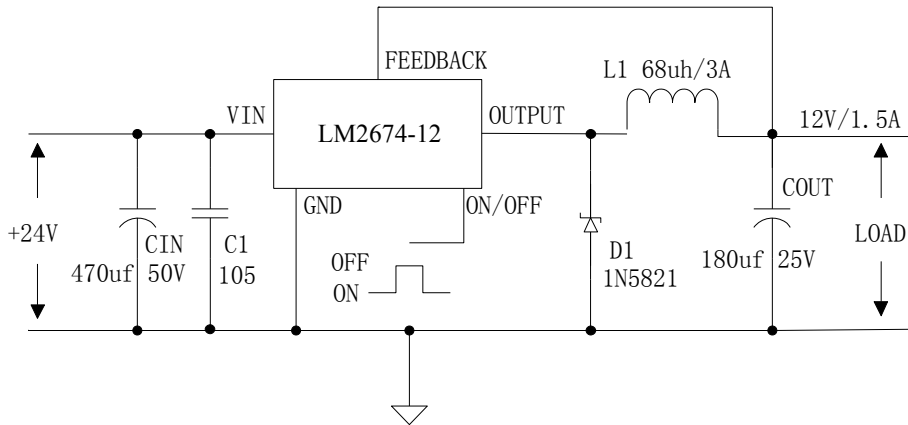 FEEDBACK
L1 68uh/3A
VIN
OUTPUT
12V/1.5A
LM2674-12
GND
ON/OFF
COUT
+24V
CIN
C1
OFF
D1
LOAD
470uf 50V
105
ON
1N5821
180uf 25V